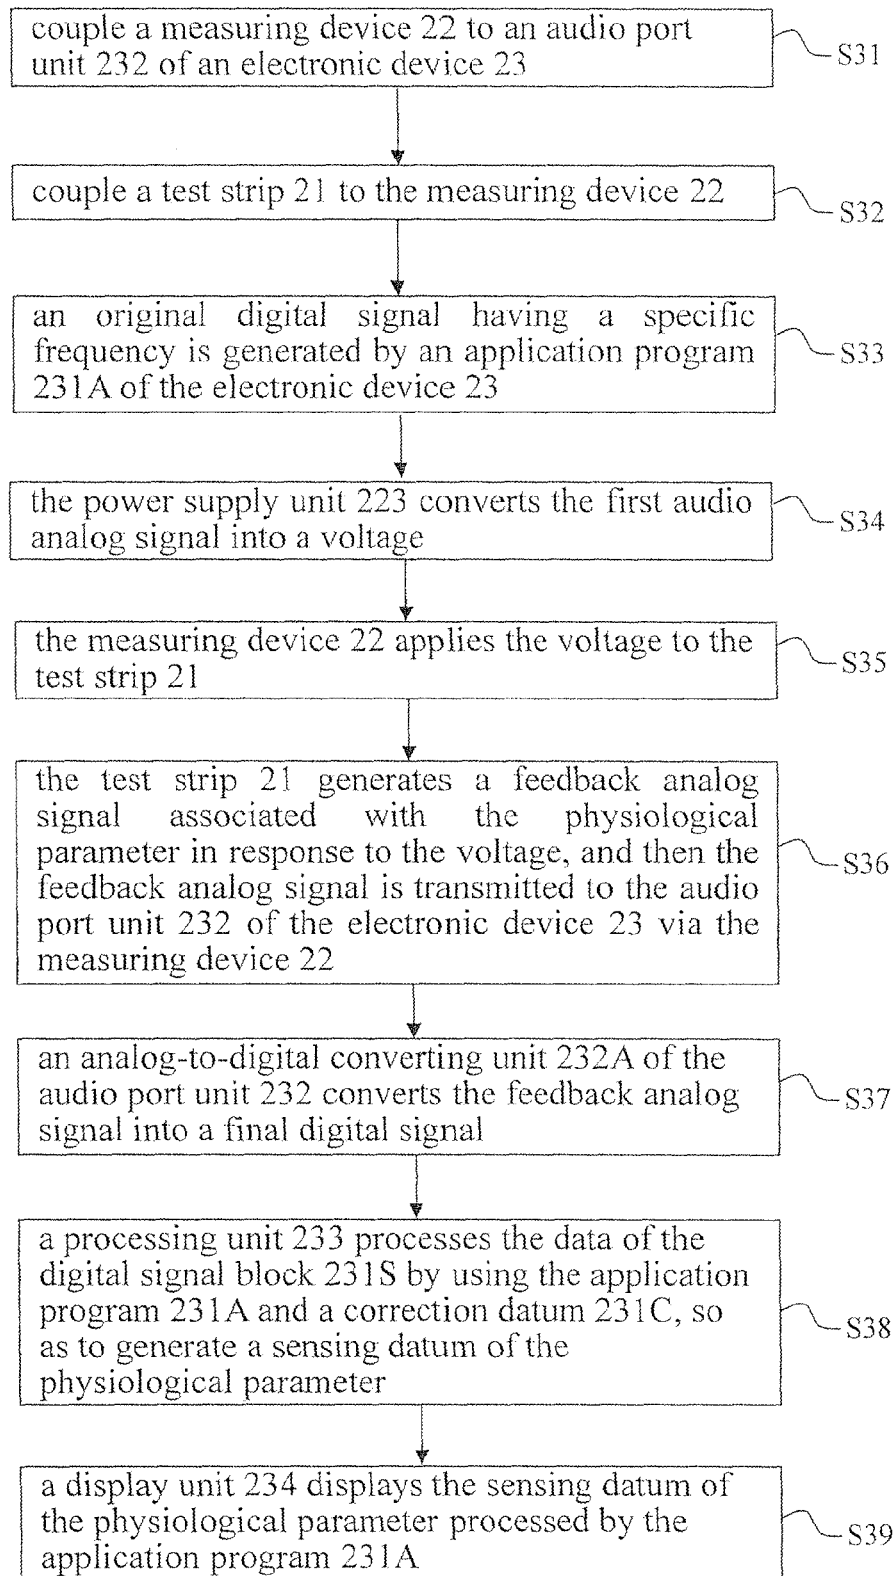 couple a measuring device 22 to an audio port
unit 232 of an electronic device 23
S31
couple a test strip 21 to the measuring device 22
S32
an original digital signal having a specific
frequency is generated by an application program
231A of the electronic device 23
S33
the power supply unit 223 converts the first audio
analog signal into a voltage
S34
the measuring device 22 applies the voltage to the
test strip 21
S35
the test strip 21 generates a feedback analog
signal associated with the physiological
parameter in response to the voltage, and then the
feedback analog signal is transmitted to the audio
port unit 232 of the electronic device 23 via the
measuring device 22
S36
an analog-to-digital converting unit 232A of the
audio port unit 232 converts the feedback analog
signal into a final digital signal
S37
a processing unit 233 processes the data of the
digital signal block 231S by using the application
program 231A and a correction datum 231C, so
as to generate a sensing datum of the
physiological parameter
S38
a display unit 234 displays the sensing datum of
the physiological parameter processed by the
application program 231A
S39